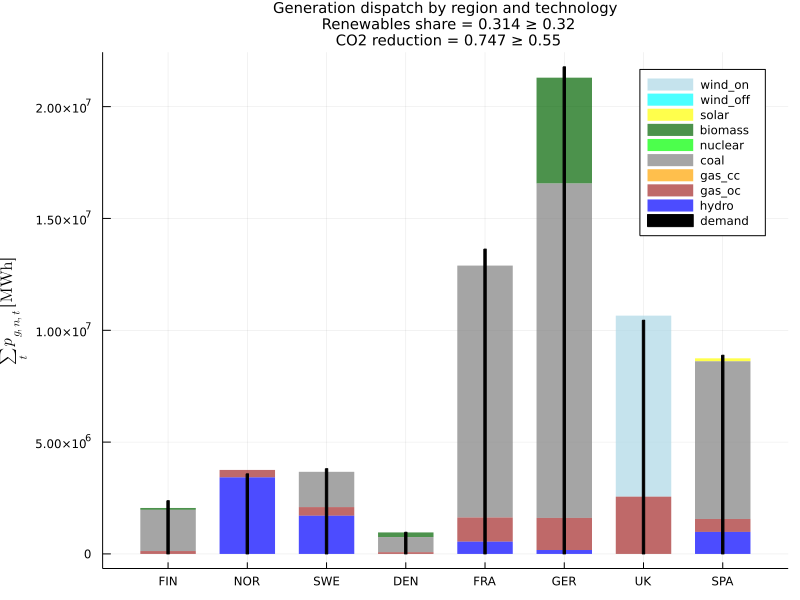 Generation dispatch by region and technology
Renewables share = 0.314 ≥ 0.32
CO2 reduction = 0.747 ≥ 0.55
2.00×10⁷
1.50×10⁷
1.00×10⁷
5.00×10⁶
0
∑ₜ p_{g,n,t} [MWh]
wind_on
wind_off
solar
biomass
nuclear
coal
gas_cc
gas_oc
hydro
demand
FIN NOR SWE DEN FRA GER UK SPA